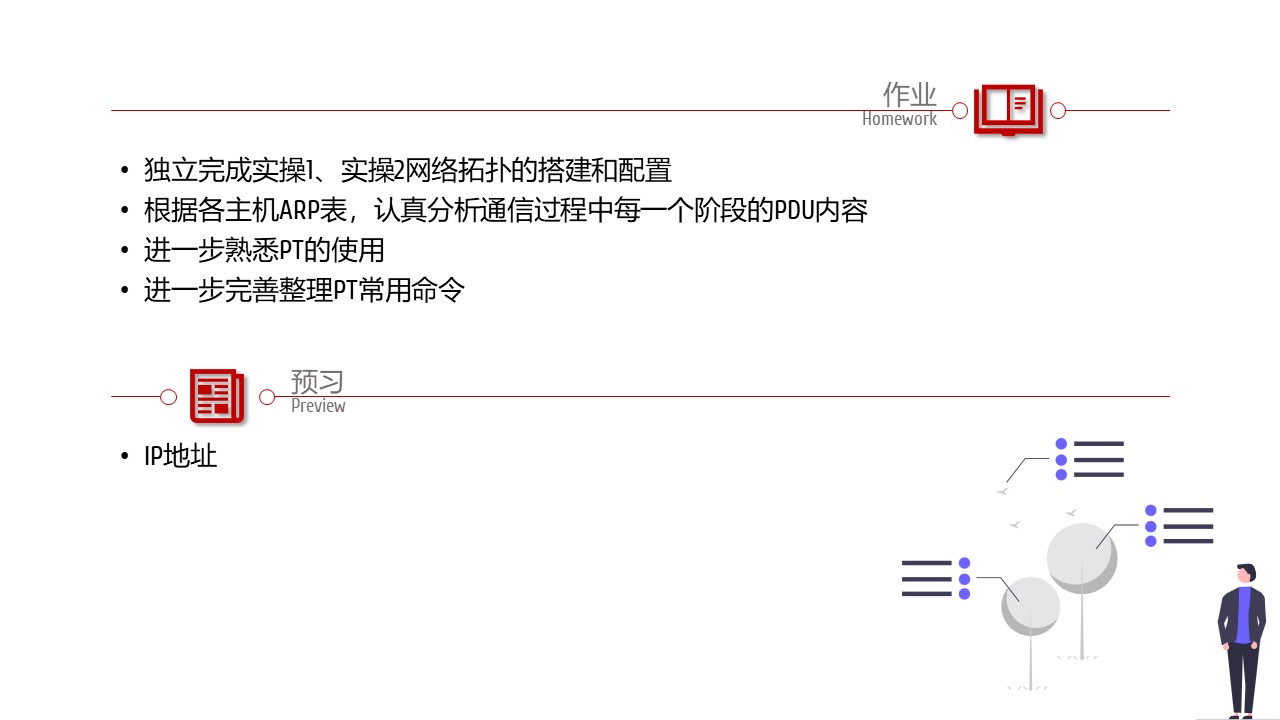 作业
Homework
• 独立完成实操1、实操2网络拓扑的搭建和配置
• 根据各主机ARP表，认真分析通信过程中每一个阶段的PDU内容
• 进一步熟悉PT的使用
• 进一步完善整理PT常用命令
预习
Preview
• IP地址